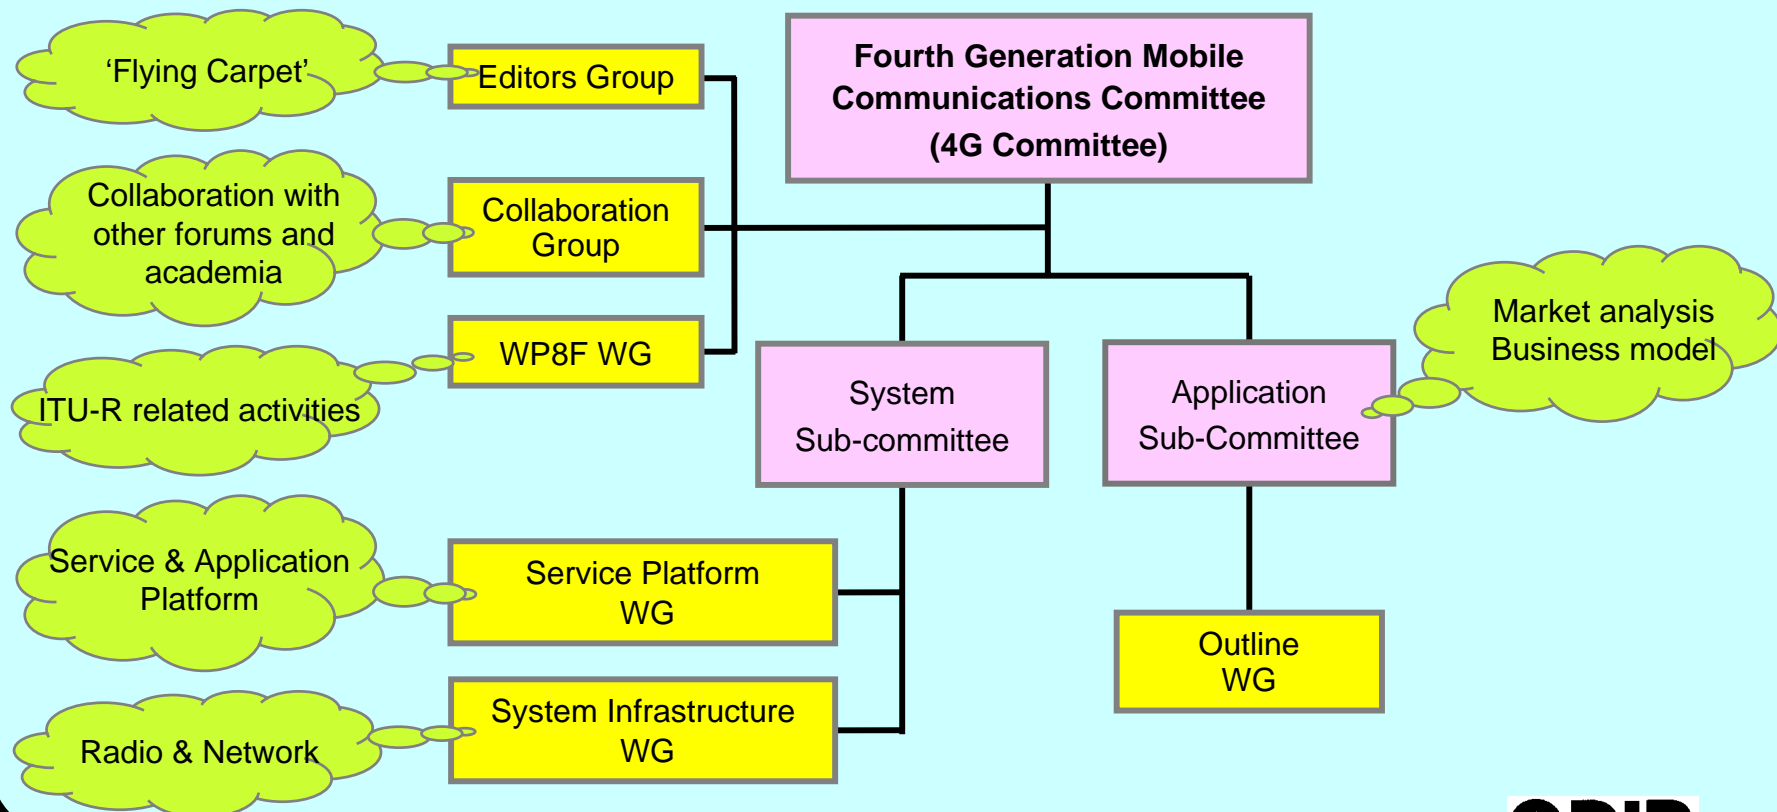 Fourth Generation Mobile
Communications Committee
(4G Committee)
'Flying Carpet'
Editors Group
Collaboration with
other forums and
academia
Collaboration
Group
ITU-R related activities
WP8F WG
System
Sub-committee
Application
Sub-Committee
Market analysis
Business model
Service & Application
Platform
Service Platform
WG
Outline
WG
Radio & Network
System Infrastructure
WG